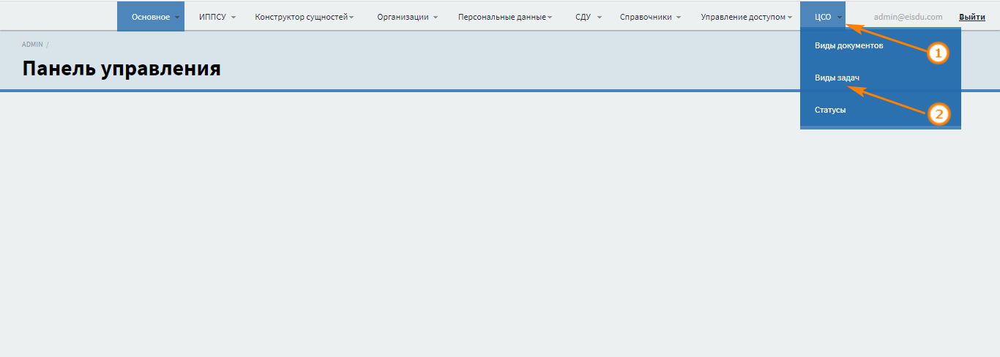 Основное ИППСУ Конструктор сущностей Организации Персональные данные СДУ Справочники Управление доступом ЦСО admin@eisdu.com Выйти
ADMIN /
Виды документов
1
Панель управления
Виды задач
Статусы
2